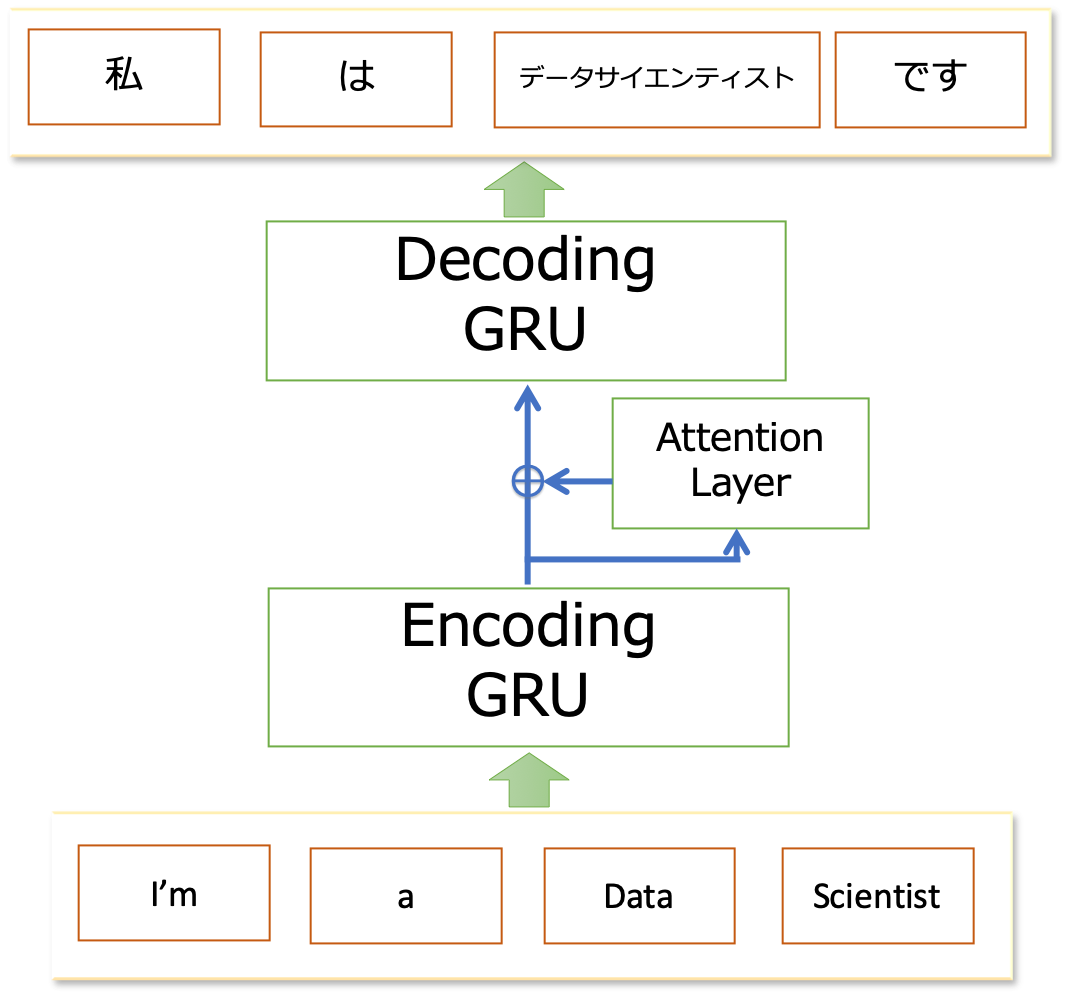 私 は データサイエンティスト です
Decoding
GRU
Attention
Layer
Encoding
GRU
I’m a Data Scientist